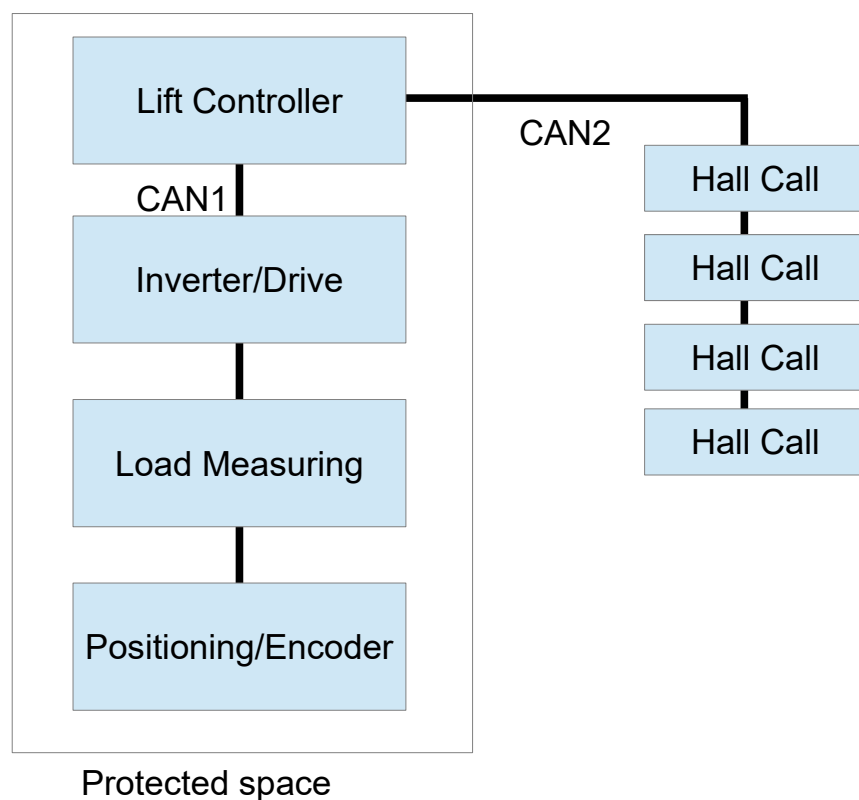 Lift Controller
CAN2
Hall Call
CAN1
Inverter/Drive
Hall Call
Hall Call
Hall Call
Load Measuring
Positioning/Encoder
Protected space